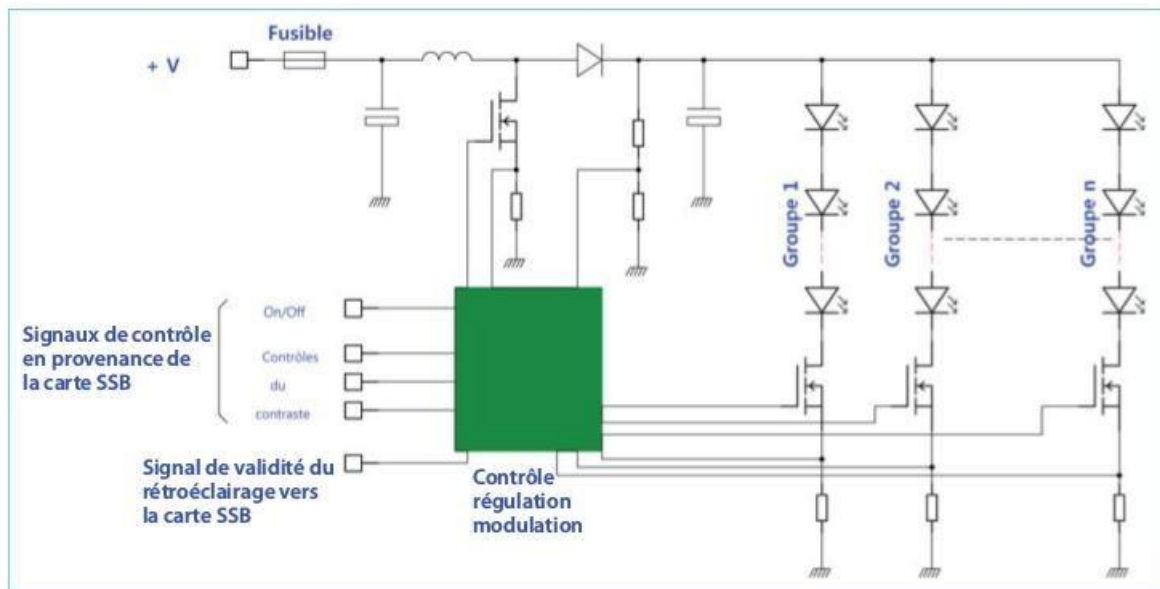 Fusible
+ V
Groupe 1
Groupe 2
Groupe n
Signaux de contrôle
en provenance de
la carte SSB
On/Off
Contrôles
du
contraste
Signal de validité du
rétroéclairage vers
la carte SSB
Contrôle
régulation
modulation